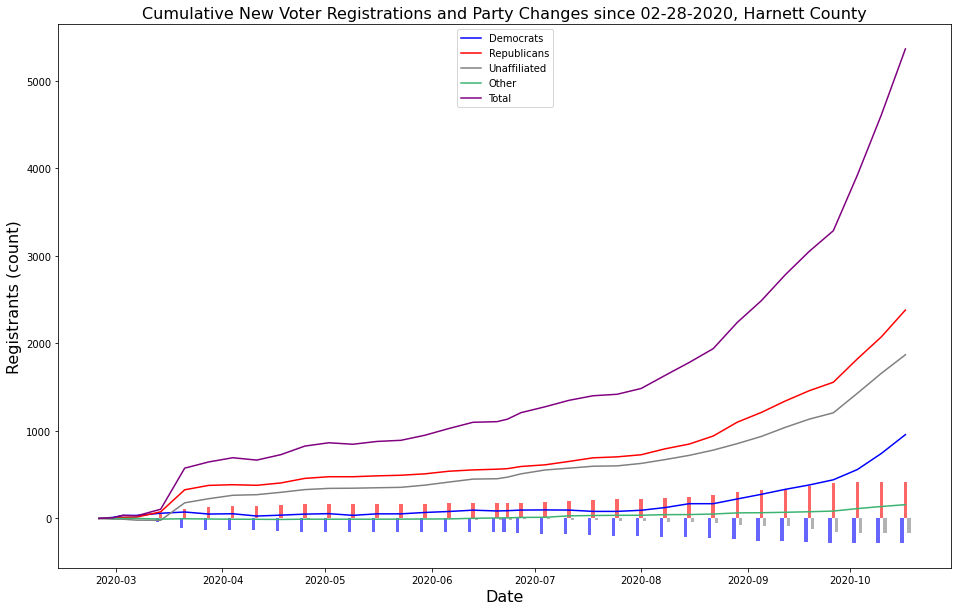 Cumulative New Voter Registrations and Party Changes since 02-28-2020, Harnett County
Democrats
Republicans
Unaffiliated
Other
Total
Registrants (count)
5000
4000
3000
2000
1000
0
2020-03 2020-04 2020-05 2020-06 2020-07 2020-08 2020-09 2020-10
Date